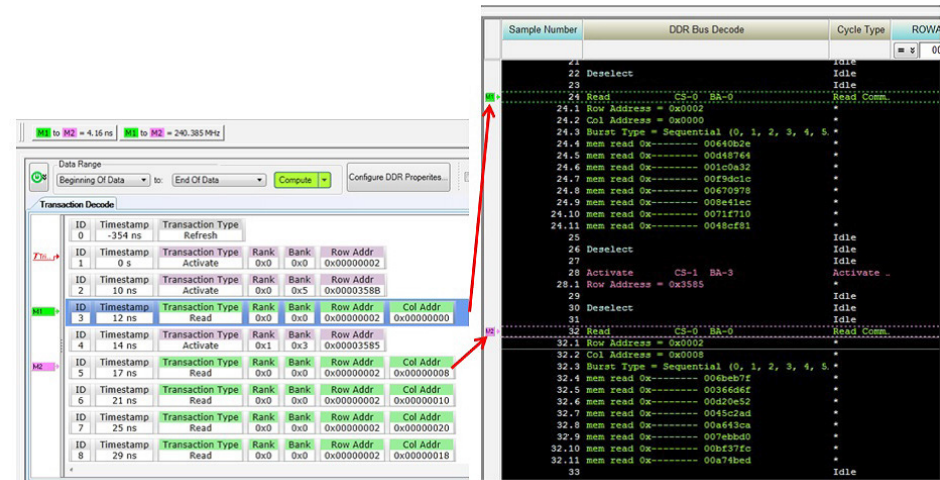 M1 to M2 = 4.16 ns M1 to M2 = 240.385 MHz
Data Range
Beginning Of Data to: End Of Data Compute Configure DDR Properites...
Transaction Decode
ID Timestamp Transaction Type
0 -354 ns Refresh
ID Timestamp Transaction Type Rank Bank Row Addr
1 0 s Activate 0x0 0x0 0x00000002
ID Timestamp Transaction Type Rank Bank Row Addr
2 10 ns Activate 0x0 0x5 0x0000358B
M1
ID Timestamp Transaction Type Rank Bank Row Addr Col Addr
3 12 ns Read 0x0 0x0 0x00000002 0x00000000
ID Timestamp Transaction Type Rank Bank Row Addr
4 14 ns Activate 0x1 0x3 0x00003585
M2
ID Timestamp Transaction Type Rank Bank Row Addr Col Addr
5 17 ns Read 0x0 0x0 0x00000002 0x00000008
ID Timestamp Transaction Type Rank Bank Row Addr Col Addr
6 21 ns Read 0x0 0x0 0x00000002 0x00000010
ID Timestamp Transaction Type Rank Bank Row Addr Col Addr
7 25 ns Read 0x0 0x0 0x00000002 0x00000020
ID Timestamp Transaction Type Rank Bank Row Addr Col Addr
8 29 ns Read 0x0 0x0 0x00000002 0x00000018
Sample Number DDR Bus Decode Cycle Type ROWA
= 00
21 Idle
22 Deselect Idle
23 Idle
M1 24 Read CS-0 BA-0 Read Comm.
24.1 Row Address = 0x0002 *
24.2 Col Address = 0x0000 *
24.3 Burst Type = Sequential (0, 1, 2, 3, 4, 5. *
24.4 mem read 0x-------- 00640b2e *
24.5 mem read 0x-------- 00d48764 *
24.6 mem read 0x-------- 001c0a32 *
24.7 mem read 0x-------- 00f9dc1c *
24.8 mem read 0x-------- 00670978 *
24.9 mem read 0x-------- 008e41ec *
24.10 mem read 0x-------- 0071f710 *
24.11 mem read 0x-------- 0048cf81 *
25 Idle
26 Deselect Idle
27 Idle
28 Activate CS-1 BA-3 Activate _
28.1 Row Address = 0x3585 *
29 Idle
30 Deselect Idle
31 Idle
M2 32 Read CS-0 BA-0 Read Comm.
32.1 Row Address = 0x0002 *
32.2 Col Address = 0x0008 *
32.3 Burst Type = Sequential (0, 1, 2, 3, 4, 5. *
32.4 mem read 0x-------- 006beb7f *
32.5 mem read 0x-------- 00366d6f *
32.6 mem read 0x-------- 00d20e52 *
32.7 mem read 0x-------- 0045c2ad *
32.8 mem read 0x-------- 00a643ca *
32.9 mem read 0x-------- 007ebbd0 *
32.10 mem read 0x-------- 00bf37fc *
32.11 mem read 0x-------- 00a74bed *
33 Idle